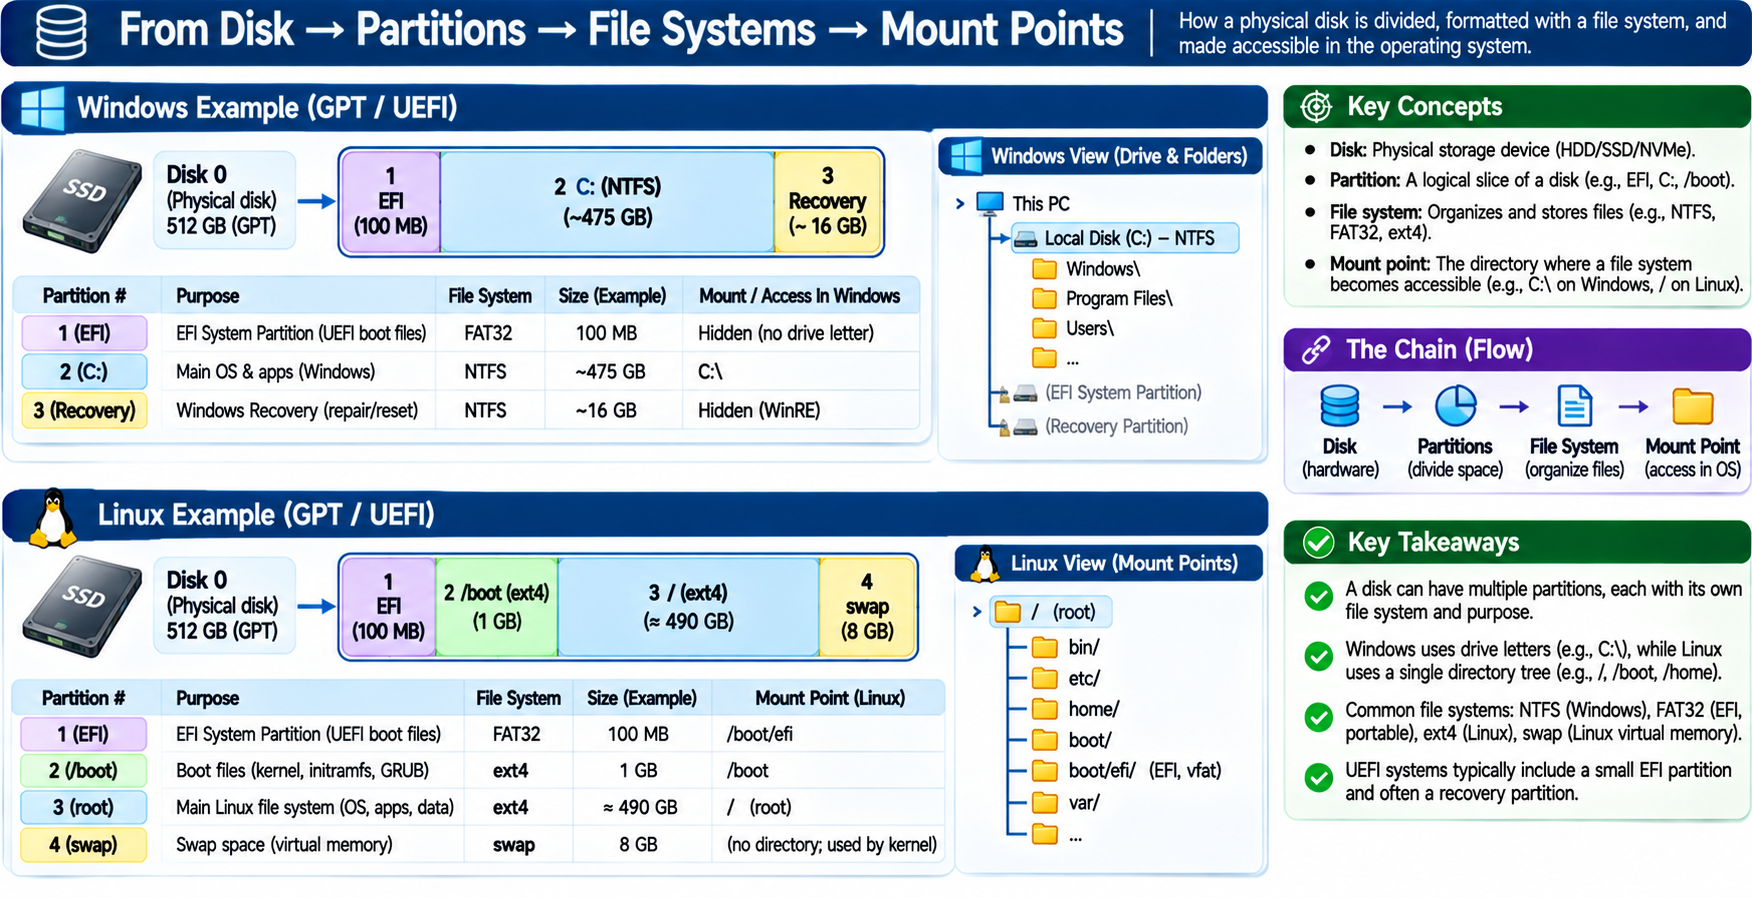 From Disk → Partitions → File Systems → Mount Points
How a physical disk is divided, formatted with a file system, and
made accessible in the operating system.
Windows Example (GPT / UEFI)
SSD
Disk 0
(Physical disk)
512 GB (GPT)
1
EFI
(100 MB)
2 C: (NTFS)
(~475 GB)
3
Recovery
(~ 16 GB)
Partition # Purpose File System Size (Example) Mount / Access In Windows
1 (EFI) EFI System Partition (UEFI boot files) FAT32 100 MB Hidden (no drive letter)
2 (C:) Main OS & apps (Windows) NTFS ~475 GB C:\
3 (Recovery) Windows Recovery (repair/reset) NTFS ~16 GB Hidden (WinRE)
Windows View (Drive & Folders)
This PC
Local Disk (C:) – NTFS
Windows\
Program Files\
Users\
...
(EFI System Partition)
(Recovery Partition)
Linux Example (GPT / UEFI)
SSD
Disk 0
(Physical disk)
512 GB (GPT)
1
EFI
(100 MB)
2 /boot (ext4)
(1 GB)
3 / (ext4)
(≈ 490 GB)
4
swap
(8 GB)
Partition # Purpose File System Size (Example) Mount Point (Linux)
1 (EFI) EFI System Partition (UEFI boot files) FAT32 100 MB /boot/efi
2 (/boot) Boot files (kernel, initramfs, GRUB) ext4 1 GB /boot
3 (root) Main Linux file system (OS, apps, data) ext4 ≈ 490 GB / (root)
4 (swap) Swap space (virtual memory) swap 8 GB (no directory; used by kernel)
Linux View (Mount Points)
/ (root)
bin/
etc/
home/
boot/
boot/efi/ (EFI, vfat)
var/
...
Key Concepts
• Disk: Physical storage device (HDD/SSD/NVMe).
• Partition: A logical slice of a disk (e.g., EFI, C:, /boot).
• File system: Organizes and stores files (e.g., NTFS,
FAT32, ext4).
• Mount point: The directory where a file system
becomes accessible (e.g., C:\ on Windows, / on Linux).
The Chain (Flow)
Disk
(hardware)
Partitions
(divide space)
File System
(organize files)
Mount Point
(access in OS)
Key Takeaways
A disk can have multiple partitions, each with its own
file system and purpose.
Windows uses drive letters (e.g., C:\), while Linux
uses a single directory tree (e.g., /, /boot, /home).
Common file systems: NTFS (Windows), FAT32 (EFI,
portable), ext4 (Linux), swap (Linux virtual memory).
UEFI systems typically include a small EFI partition
and often a recovery partition.